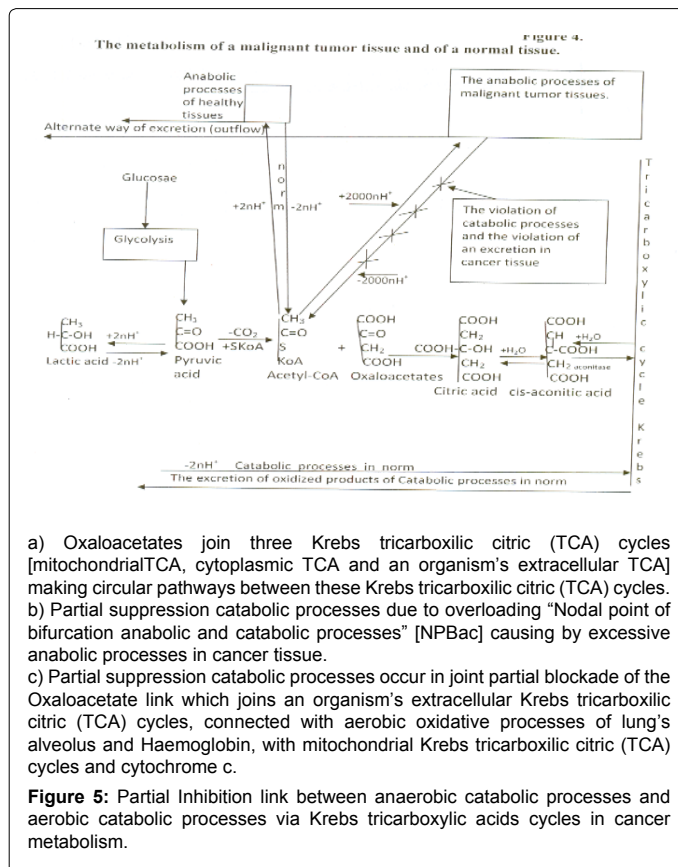 Figure 4.
The metabolism of a malignant tumor tissue and of a normal tissue.
Anabolic
processes
of healthy
tissues
The anabolic processes of
malignant tumor tissues.
Alternate way of excretion (outflow)
norm
Glucosae
+2nH⁺
-2nH⁺
+2000nH⁺
The violation of
catabolic processes
and the violation of
an excretion in
cancer tissue
Glycolysis
-2000nH⁺
CH₃
H-C-OH
COOH
Lactic acid
+2nH⁺
-2nH⁺
CH₃
C=O
COOH
Pyruvic
acid
-CO₂
+SKoA
CH₃
C=O
S
KoA
Acetyl-CoA
+
COOH
C=O
CH₂
COOH
Oxaloacetates
COOH
CH₂
COOH-C-OH
CH₂
COOH
Citric acid
+H₂O
COOH
CH
C-COOH
CH₂ aconitase
COOH
cis-aconitic acid
+H₂O
Tricarboxylic cycle Krebs
-2nH⁺ Catabolic processes in norm
The excretion of oxidized products of Catabolic processes in norm
a) Oxaloacetates join three Krebs tricarboxilic citric (TCA) cycles
[mitochondrialTCA, cytoplasmic TCA and an organism's extracellular TCA]
making circular pathways between these Krebs tricarboxilic citric (TCA) cycles.
b) Partial suppression catabolic processes due to overloading “Nodal point of
bifurcation anabolic and catabolic processes” [NPBac] causing by excessive
anabolic processes in cancer tissue.
c) Partial suppression catabolic processes occur in joint partial blockade of the
Oxaloacetate link which joins an organism's extracellular Krebs tricarboxilic
citric (TCA) cycles, connected with aerobic oxidative processes of lung's
alveolus and Haemoglobin, with mitochondrial Krebs tricarboxilic citric (TCA)
cycles and cytochrome c.
Figure 5: Partial Inhibition link between anaerobic catabolic processes and
aerobic catabolic processes via Krebs tricarboxylic acids cycles in cancer
metabolism.